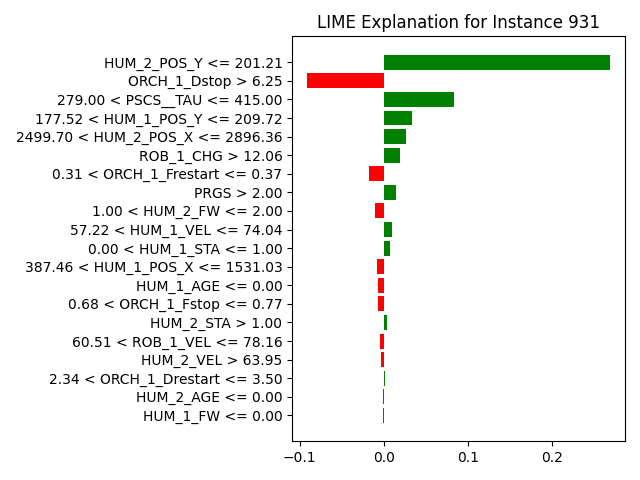 LIME Explanation for Instance 931
HUM_2_POS_Y <= 201.21
ORCH_1_Dstop > 6.25
279.00 < PSCS__TAU <= 415.00
177.52 < HUM_1_POS_Y <= 209.72
2499.70 < HUM_2_POS_X <= 2896.36
ROB_1_CHG > 12.06
0.31 < ORCH_1_Frestart <= 0.37
PRGS > 2.00
1.00 < HUM_2_FW <= 2.00
57.22 < HUM_1_VEL <= 74.04
0.00 < HUM_1_STA <= 1.00
387.46 < HUM_1_POS_X <= 1531.03
HUM_1_AGE <= 0.00
0.68 < ORCH_1_Fstop <= 0.77
HUM_2_STA > 1.00
60.51 < ROB_1_VEL <= 78.16
HUM_2_VEL > 63.95
2.34 < ORCH_1_Drestart <= 3.50
HUM_2_AGE <= 0.00
HUM_1_FW <= 0.00
−0.1 0.0 0.1 0.2